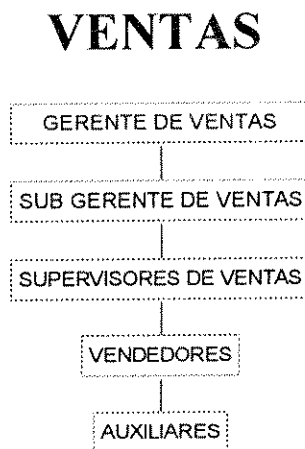 VENTAS
GERENTE DE VENTAS
SUB GERENTE DE VENTAS
SUPERVISORES DE VENTAS
VENDEDORES
AUXILIARES